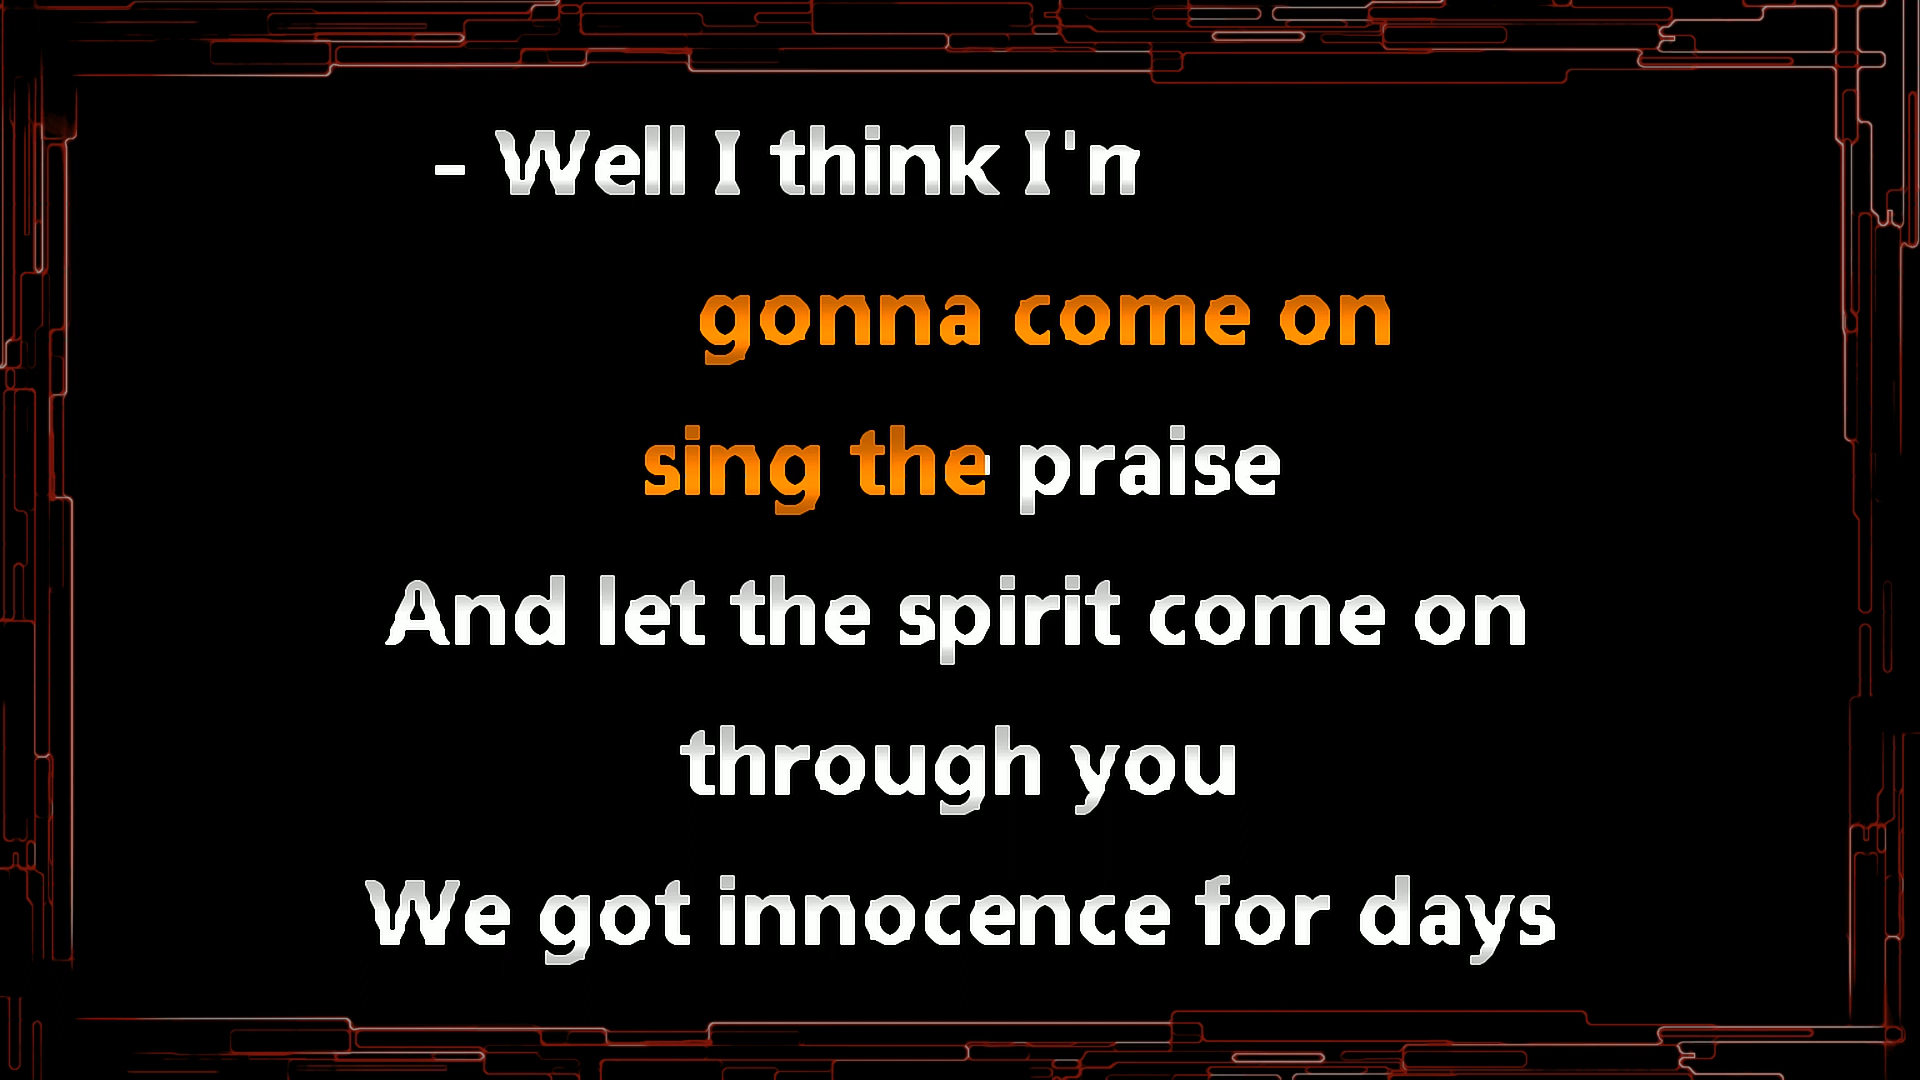 - Well I think I'n
gonna come on
sing the praise
And let the spirit come on
through you
We got innocence for days